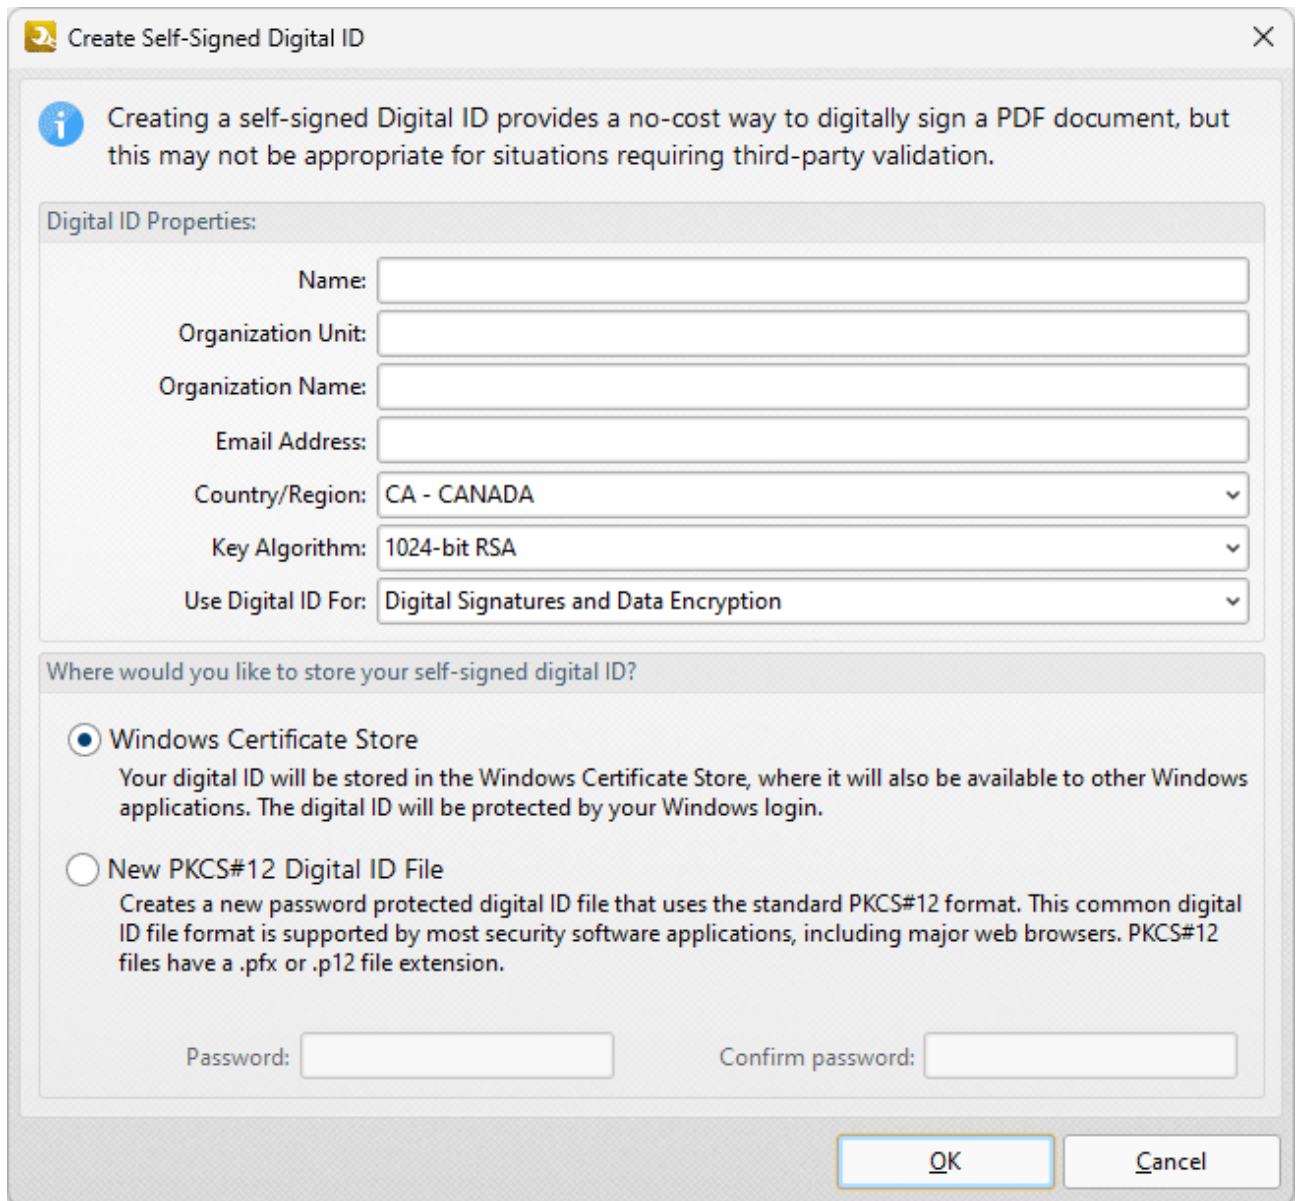 Create Self-Signed Digital ID
Creating a self-signed Digital ID provides a no-cost way to digitally sign a PDF document, but
this may not be appropriate for situations requiring third-party validation.
Digital ID Properties:
Name:
Organization Unit:
Organization Name:
Email Address:
Country/Region: CA - CANADA
Key Algorithm: 1024-bit RSA
Use Digital ID For: Digital Signatures and Data Encryption
Where would you like to store your self-signed digital ID?
Windows Certificate Store
Your digital ID will be stored in the Windows Certificate Store, where it will also be available to other Windows
applications. The digital ID will be protected by your Windows login.
New PKCS#12 Digital ID File
Creates a new password protected digital ID file that uses the standard PKCS#12 format. This common digital
ID file format is supported by most security software applications, including major web browsers. PKCS#12
files have a .pfx or .p12 file extension.
Password: Confirm password:
OK Cancel